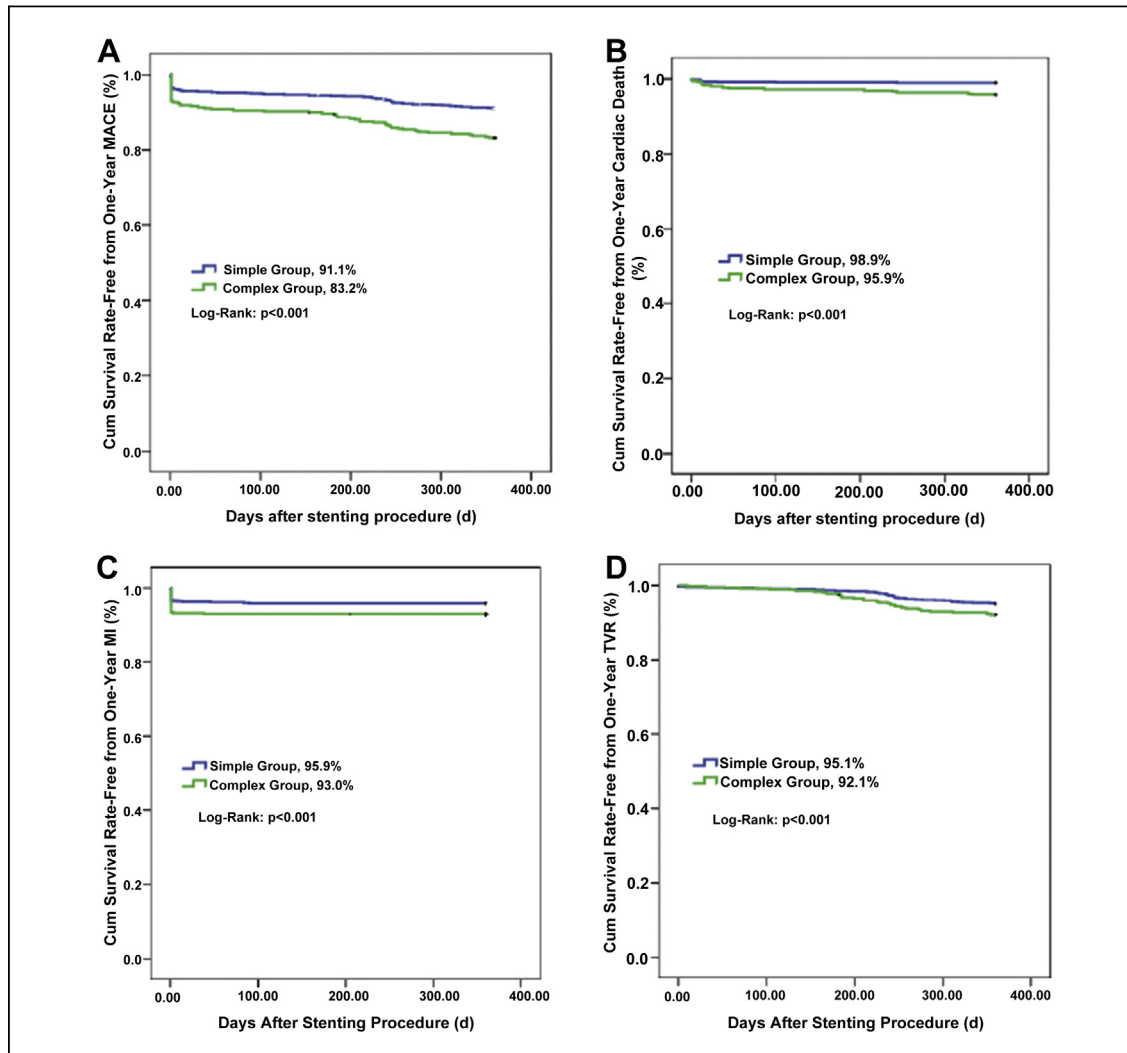 A
Cum Survival Rate-Free from One-Year MACE (%)
1.0
0.8
0.6
0.4
0.2
0.0
Simple Group, 91.1%
Complex Group, 83.2%
Log-Rank: p<0.001
0.00 100.00 200.00 300.00 400.00
Days after stenting procedure (d)
B
Cum Survival Rate-Free from One-Year Cardiac Death
(%)
1.0
0.8
0.6
0.4
0.2
0.0
Simple Group, 98.9%
Complex Group, 95.9%
Log-Rank: p<0.001
0.00 100.00 200.00 300.00 400.00
Days after stenting procedure (d)
C
Cum Survival Rate-Free from One-Year MI (%)
1.0
0.8
0.6
0.4
0.2
0.0
Simple Group, 95.9%
Complex Group, 93.0%
Log-Rank: p<0.001
0.00 100.00 200.00 300.00 400.00
Days After Stenting Procedure (d)
D
Cum Survival Rate-Free from One-Year TVR (%)
1.0
0.8
0.6
0.4
0.2
0.0
Simple Group, 95.1%
Complex Group, 92.1%
Log-Rank: p<0.001
0.00 100.00 200.00 300.00 400.00
Days After Stenting Procedure (d)